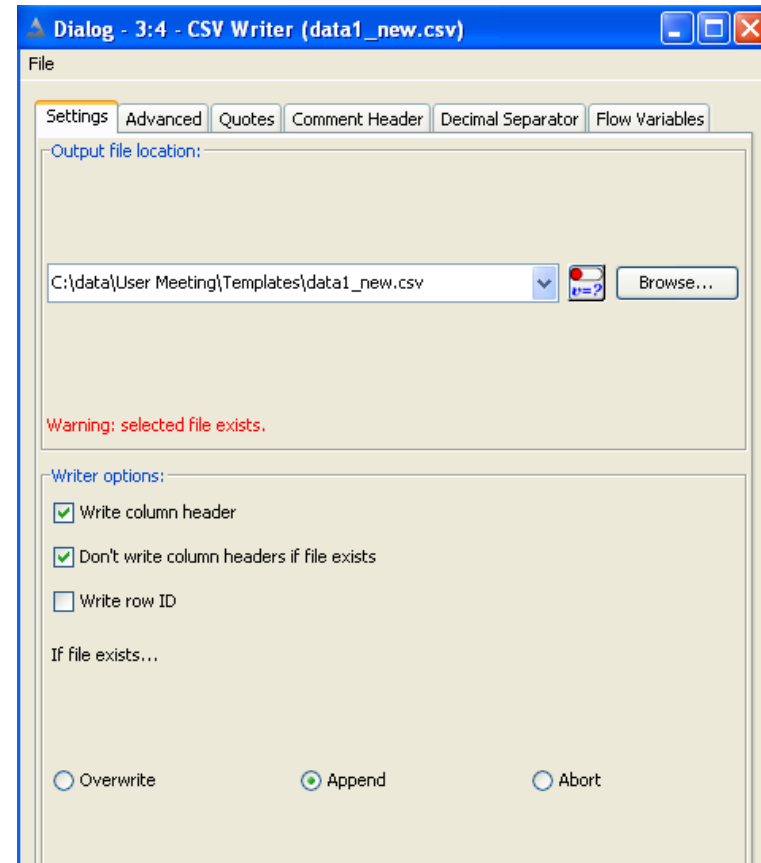 Dialog - 3:4 - CSV Writer (data1_new.csv)
File
Settings Advanced Quotes Comment Header Decimal Separator Flow Variables
Output file location:
C:\data\User Meeting\Templates\data1_new.csv v=? Browse...
Warning: selected file exists.
Writer options:
Write column header
Don't write column headers if file exists
Write row ID
If file exists...
Overwrite Append Abort